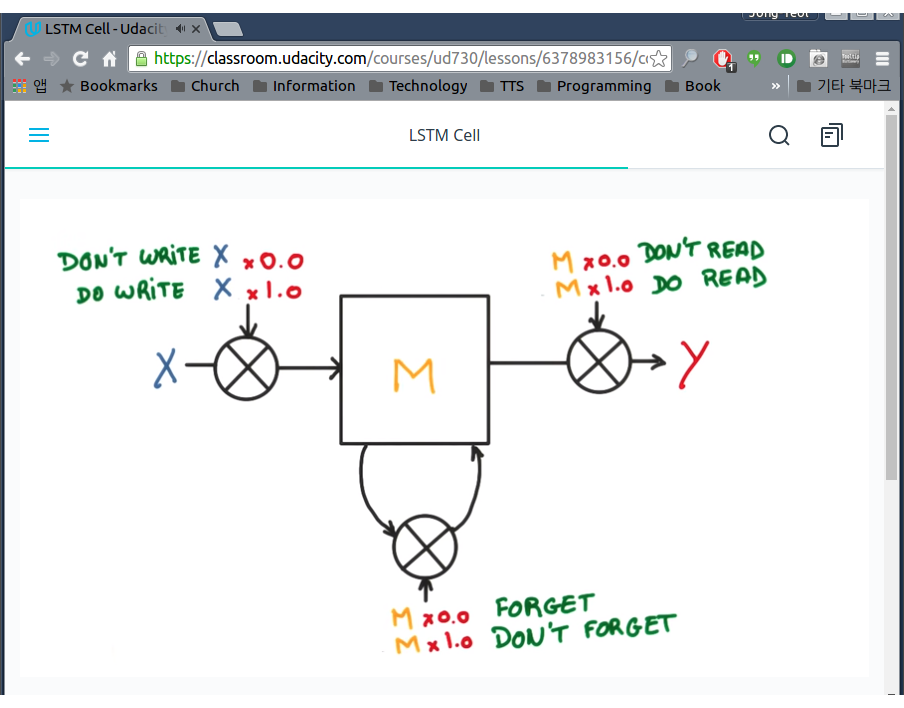 LSTM Cell - Udacit
https://classroom.udacity.com/courses/ud730/lessons/6378983156/c
앱 Bookmarks Church Information Technology TTS Programming Book » 기타 북마크
LSTM Cell
DON'T WRITE X x0.0
DO WRITE X x1.0
M x0.0 DON'T READ
M x1.0 DO READ
X
M
Y
M x0.0 FORGET
M x1.0 DON'T FORGET